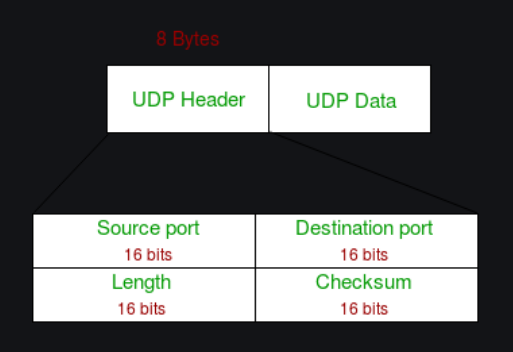 8 Bytes
UDP Header
UDP Data
Source port
16 bits
Destination port
16 bits
Length
16 bits
Checksum
16 bits